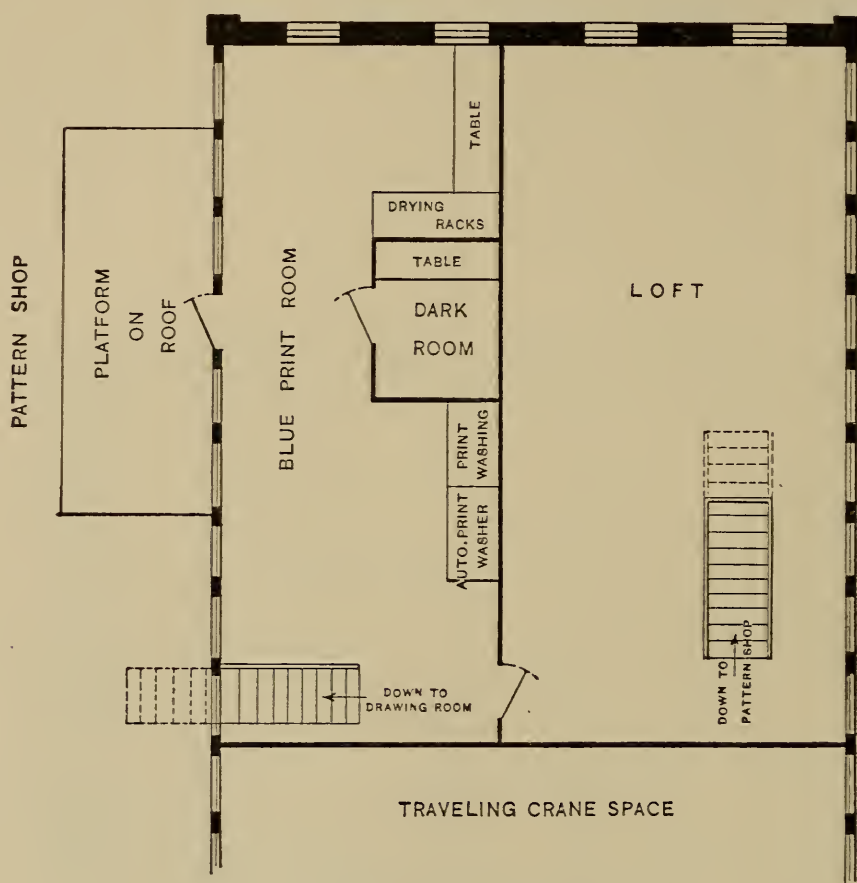 PATTERN SHOP
PLATFORM
ON
ROOF
BLUE PRINT ROOM
TABLE
DRYING
RACKS
TABLE
DARK
ROOM
PRINT
WASHING
AUTO. PRINT
WASHER
LOFT
DOWN TO
PATTERN SHOP
DOWN TO
DRAWING ROOM
TRAVELING CRANE SPACE